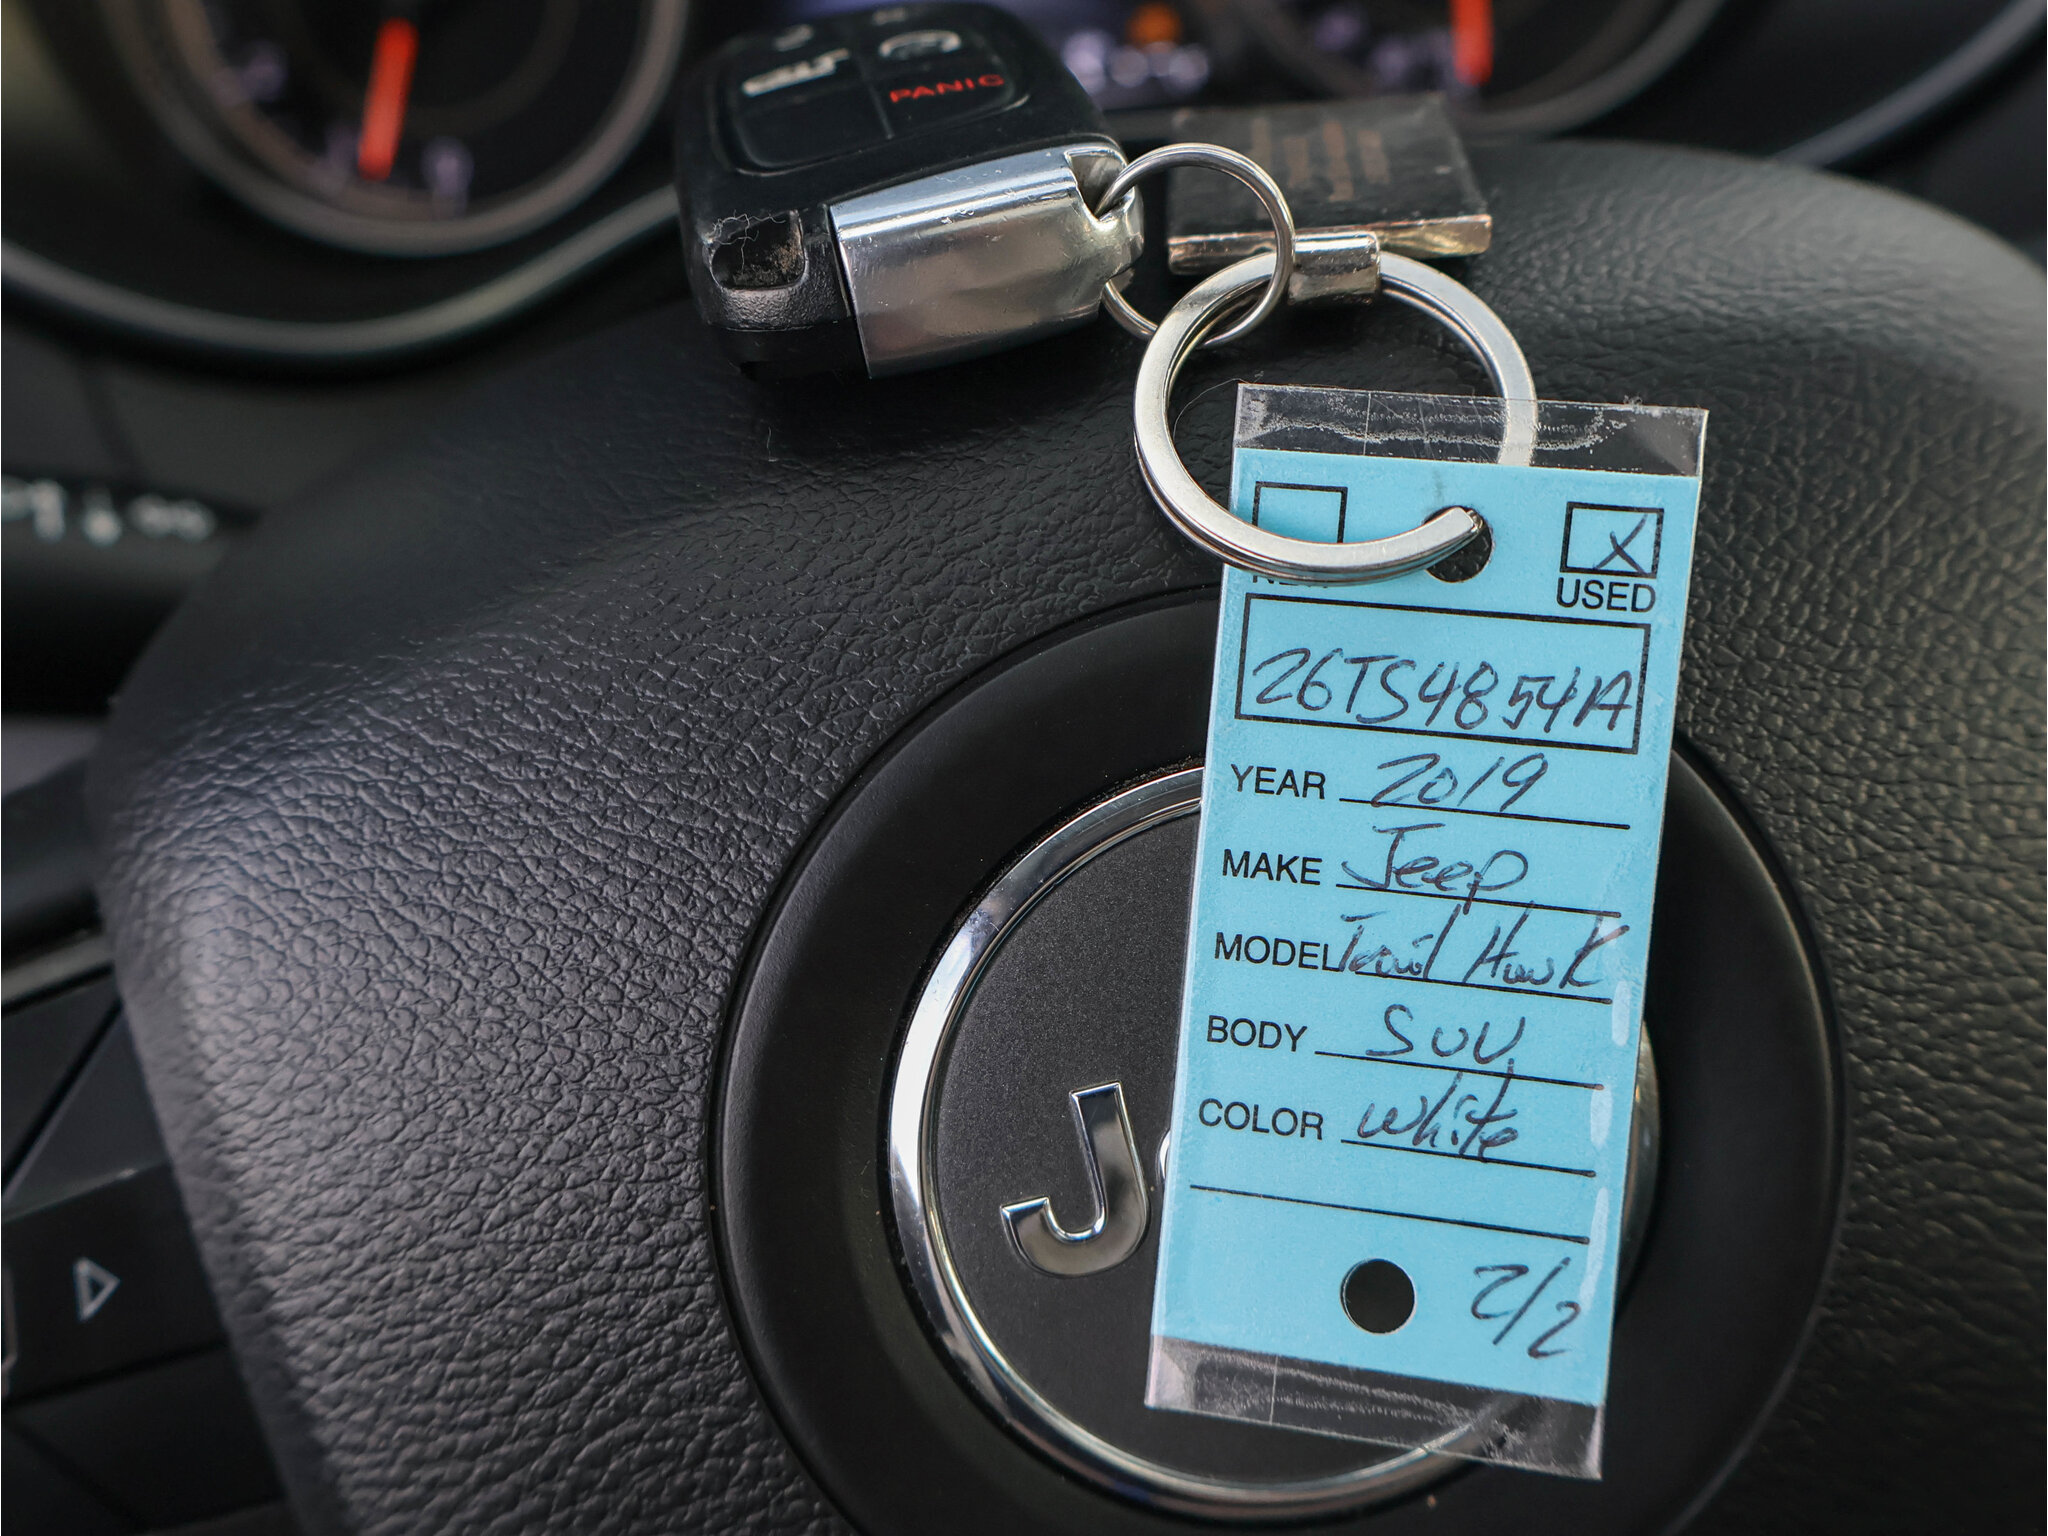 PANIC
USED
26TS4854A
YEAR 2019
MAKE Jeep
MODEL Trail Hawk
BODY SUV
COLOR White
2/2
J